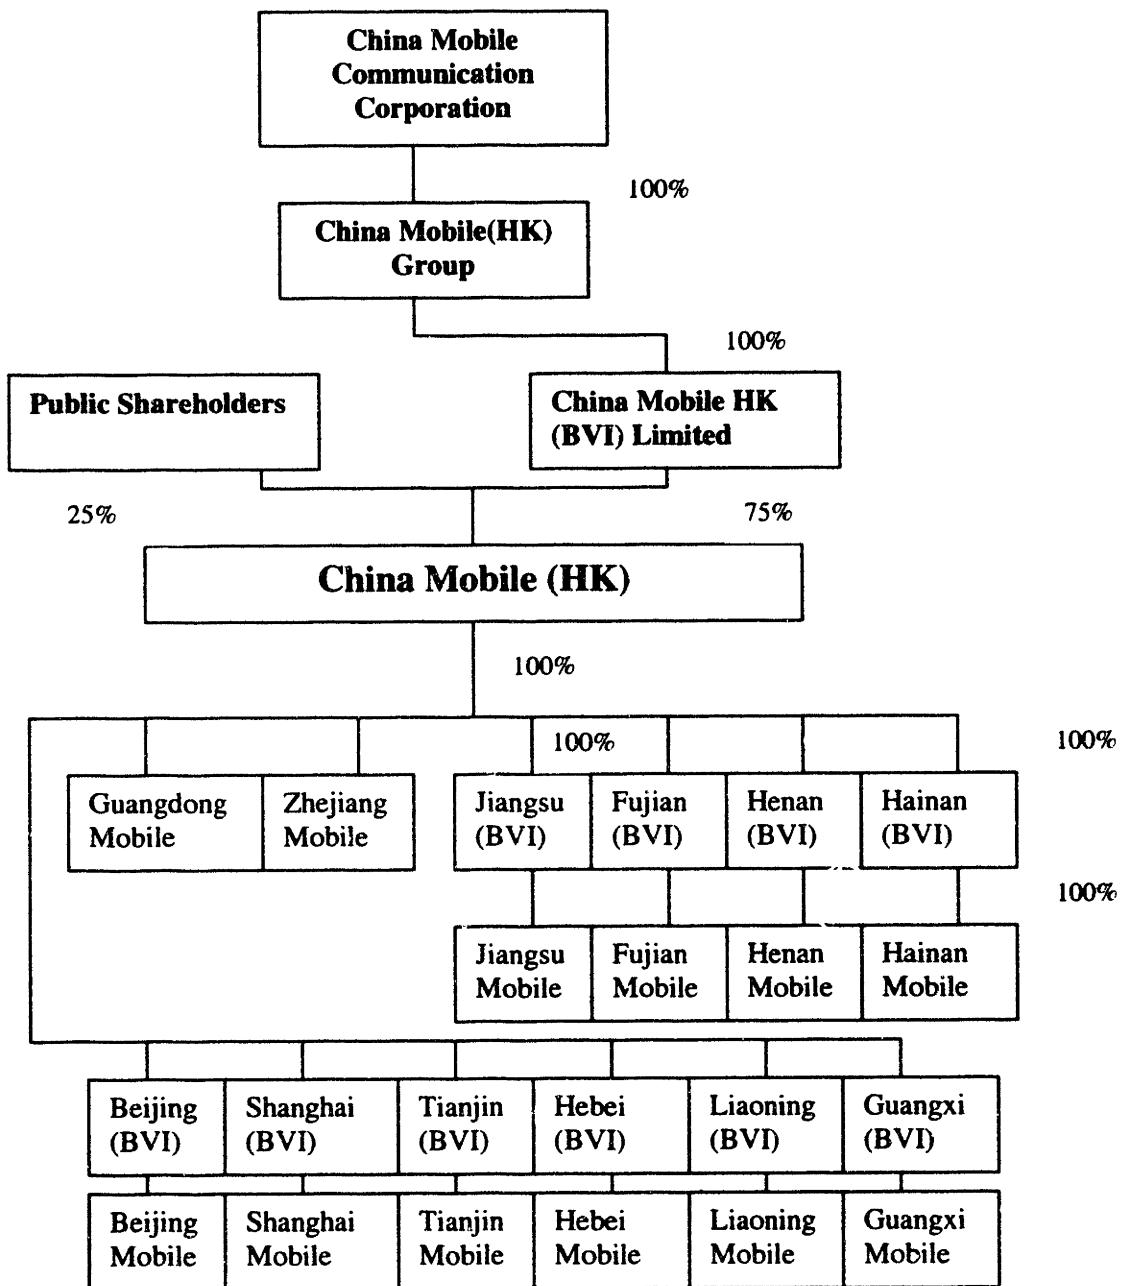 China Mobile
Communication
Corporation
100%
China Mobile(HK)
Group
100%
Public Shareholders
China Mobile HK
(BVI) Limited
25%
75%
China Mobile (HK)
100%
100%
100%
Guangdong
Mobile
Zhejiang
Mobile
Jiangsu
(BVI)
Fujian
(BVI)
Henan
(BVI)
Hainan
(BVI)
100%
Jiangsu
Mobile
Fujian
Mobile
Henan
Mobile
Hainan
Mobile
Beijing
(BVI)
Shanghai
(BVI)
Tianjin
(BVI)
Hebei
(BVI)
Liaoning
(BVI)
Guangxi
(BVI)
Beijing
Mobile
Shanghai
Mobile
Tianjin
Mobile
Hebei
Mobile
Liaoning
Mobile
Guangxi
Mobile